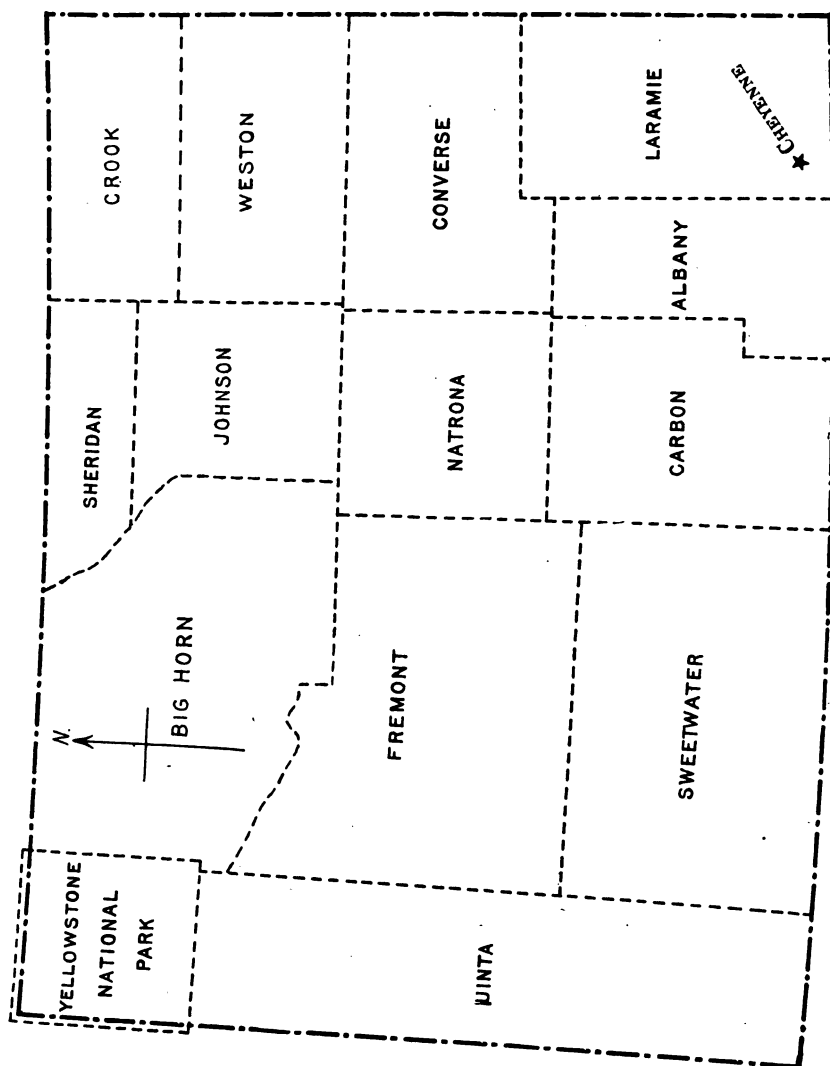 CROOK
WESTON
CONVERSE
LARAMIE
CHEYENNE
SHERIDAN
JOHNSON
NATRONA
ALBANY
CARBON
N.
BIG HORN
FREMONT
SWEETWATER
YELLOWSTONE
NATIONAL
PARK
UINTA